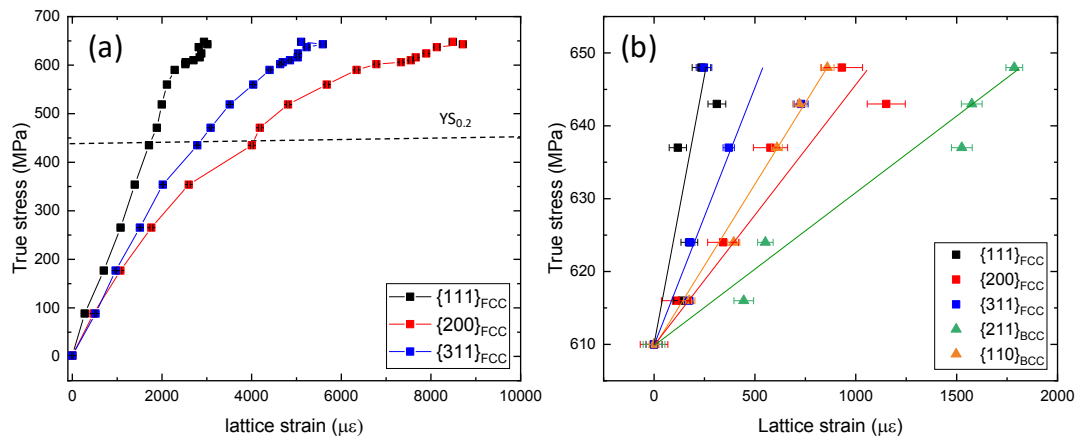 (a)
True stress (MPa)
700
600
500
400
300
200
100
0
YS0.2
{111}FCC
{200}FCC
{311}FCC
0 2000 4000 6000 8000 10000
lattice strain (με)
(b)
True stress (MPa)
650
640
630
620
610
{111}FCC
{200}FCC
{311}FCC
{211}BCC
{110}BCC
0 500 1000 1500 2000
Lattice strain (με)